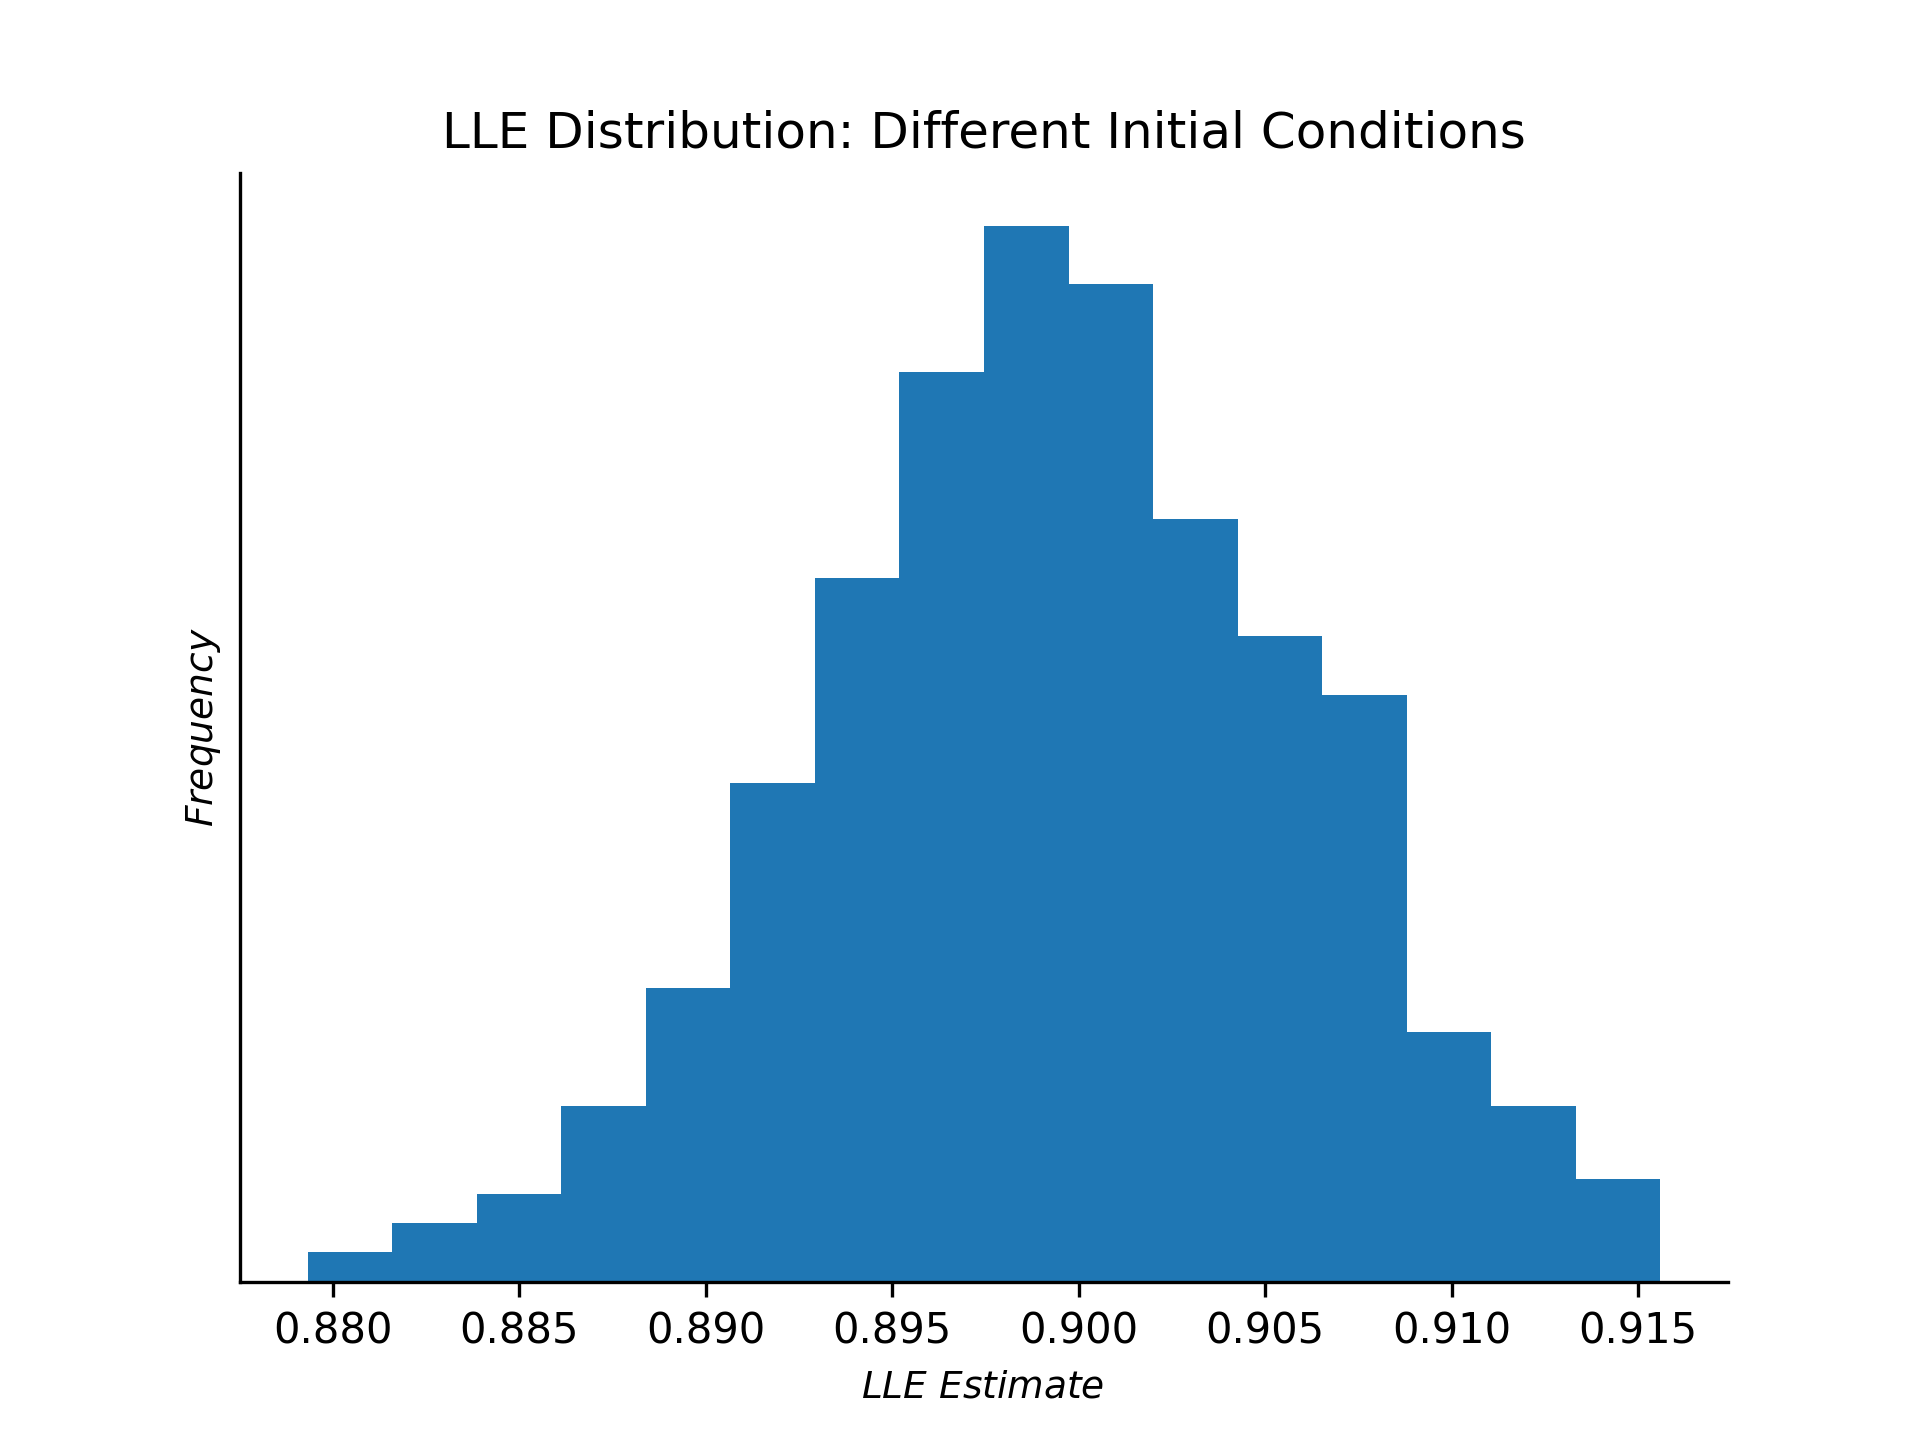 LLE Distribution: Different Initial Conditions
Frequency
0.880 0.885 0.890 0.895 0.900 0.905 0.910 0.915
LLE Estimate